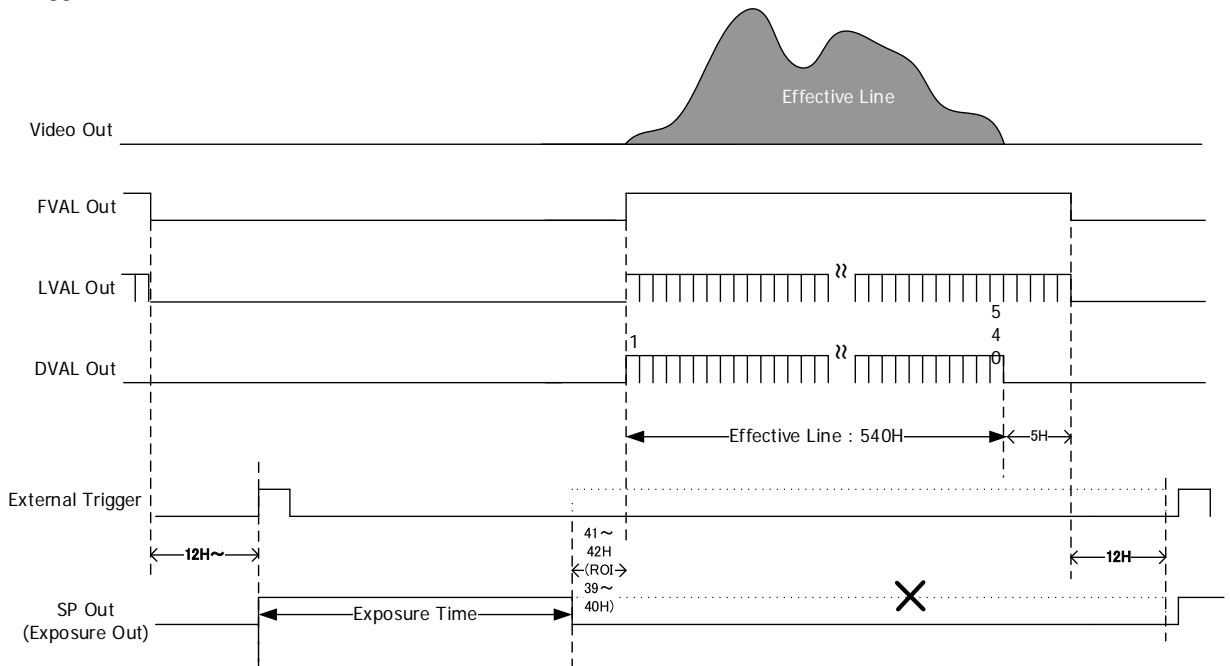 Effective Line
Video Out
FVAL Out
LVAL Out
≈
5
4
0
1
DVAL Out
≈
Effective Line : 540H
5H
External Trigger
12H～
41～
42H
(ROI
39～
40H)
12H
SP Out
(Exposure Out)
Exposure Time